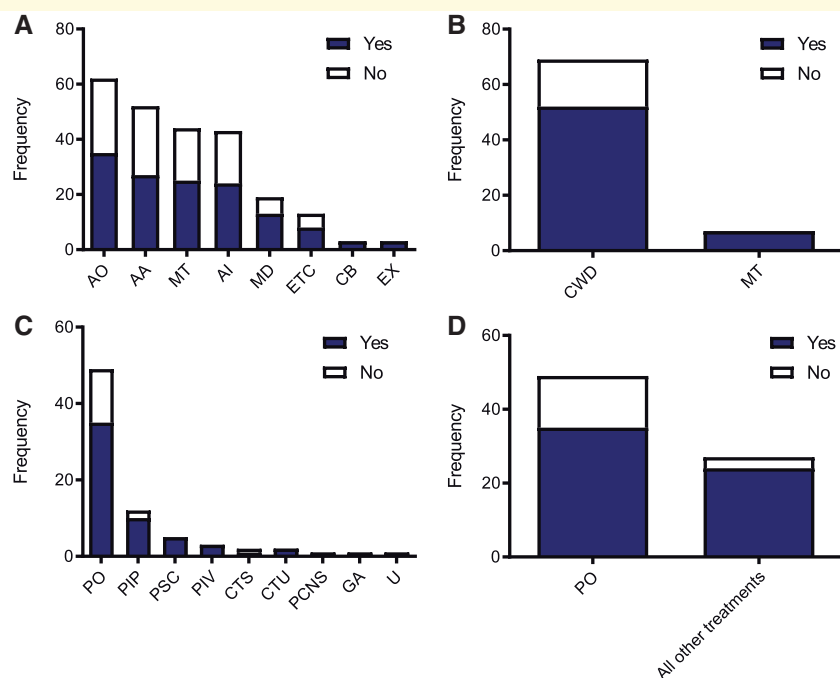 A
Frequency
80
60
40
20
0
Yes
No
AO
AA
MT
AI
MD
ETC
CB
EX
B
Frequency
80
60
40
20
0
Yes
No
CWD
MT
C
Frequency
60
40
20
0
Yes
No
PO
PIP
PSC
PIV
CTS
CTU
PCNS
GA
U
D
Frequency
60
40
20
0
Yes
No
PO
All other treatments